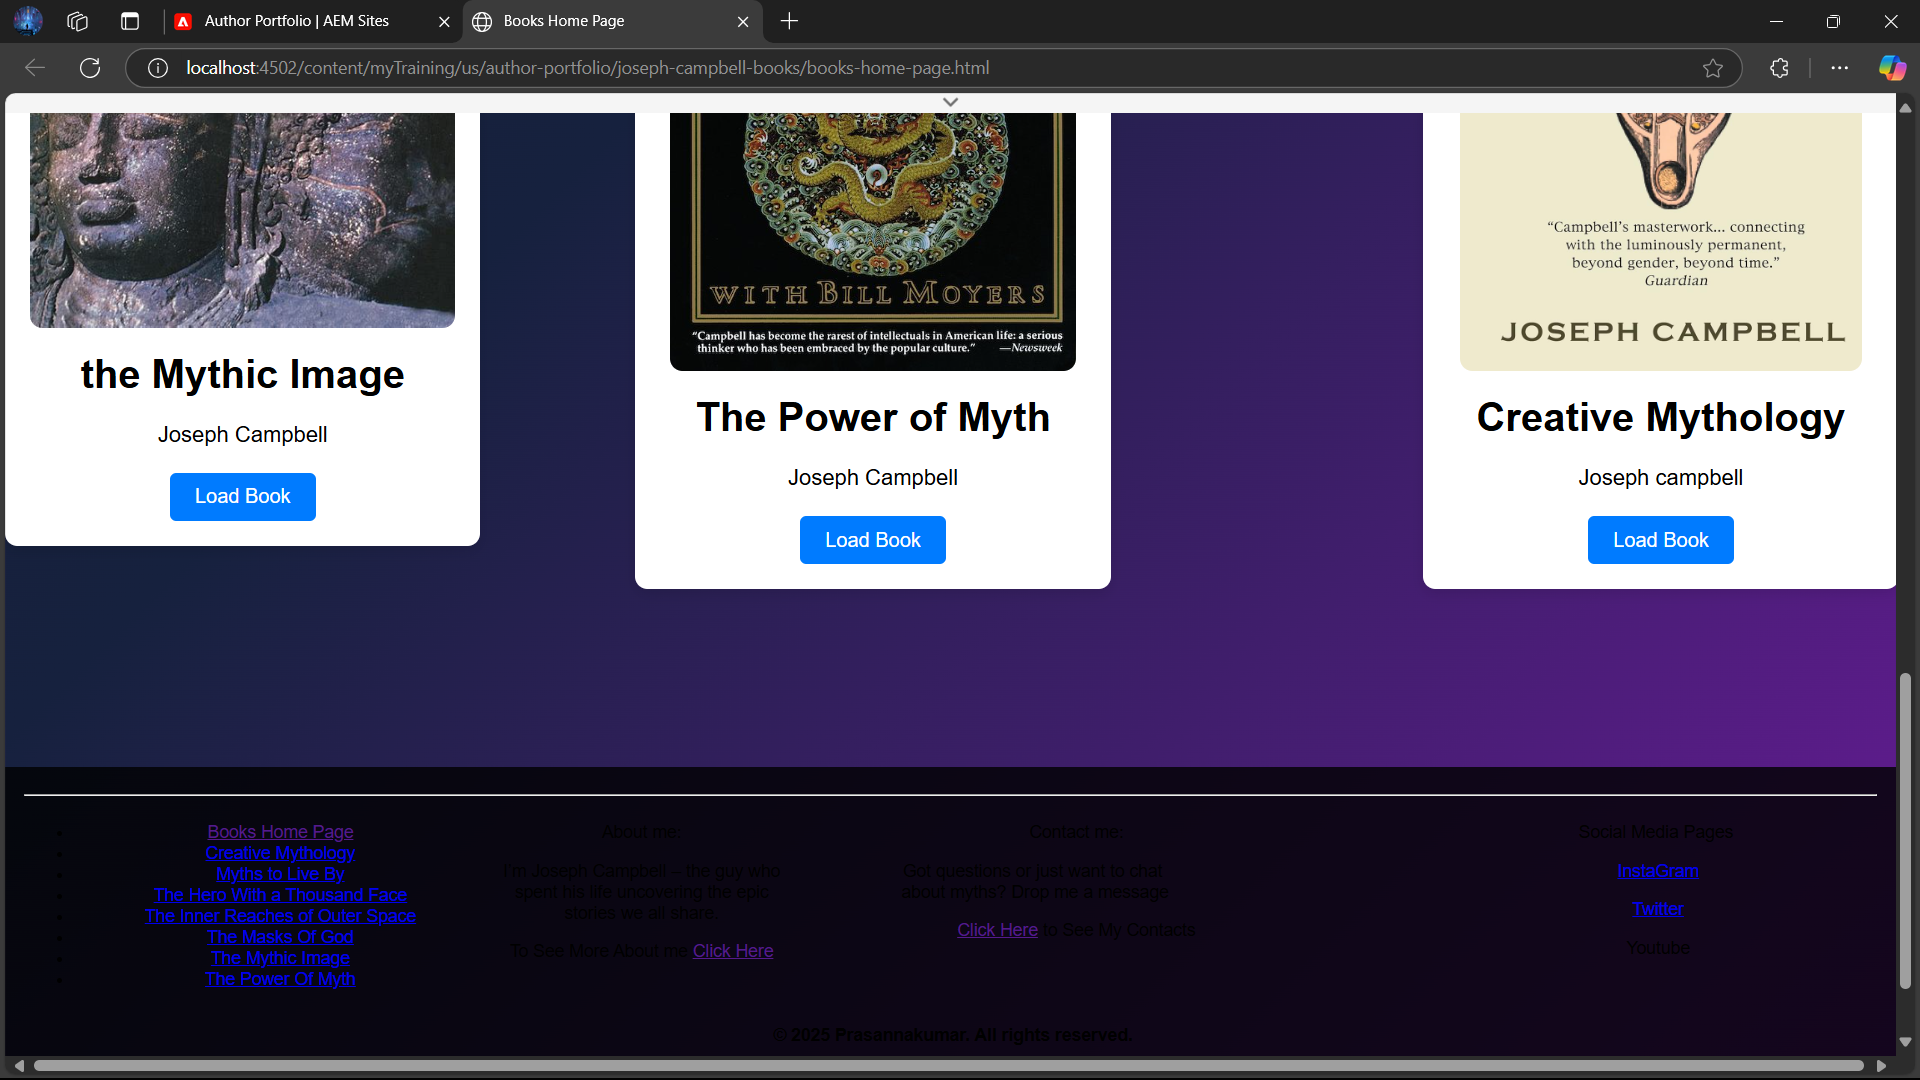 Author Portfolio | AEM Sites
Books Home Page
localhost:4502/content/myTraining/us/author-portfolio/joseph-campbell-books/books-home-page.html
the Mythic Image
Joseph Campbell
Load Book
WITH BILL MOYERS
“Campbell has become the rarest of intellectuals in American life: a serious
thinker who has been embraced by the popular culture.” —Newsweek
The Power of Myth
Joseph Campbell
Load Book
“Campbell’s masterwork... connecting
with the luminously permanent,
beyond gender, beyond time.”
Guardian
JOSEPH CAMPBELL
Creative Mythology
Joseph campbell
Load Book
Books Home Page
Creative Mythology
Myths to Live By
The Hero With a Thousand Face
The Inner Reaches of Outer Space
The Masks Of God
The Mythic Image
The Power Of Myth
About me:
I'm Joseph Campbell – the guy who
spent his life uncovering the epic
stories we all share.
To See More About me Click Here
Contact me:
Got questions or just want to chat
about myths? Drop me a message
Click Here to See My Contacts
Social Media Pages
InstaGram
Twitter
Youtube
© 2025 Prasannakumar. All rights reserved.